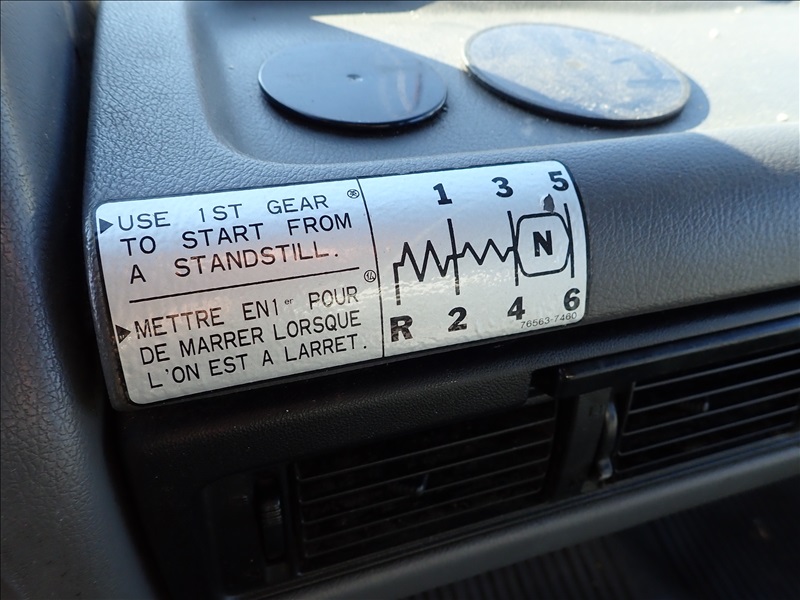 USE 1ST GEAR
TO START FROM
A STANDSTILL.
METTRE EN1er POUR
DE MARRER LORSQUE
L'ON EST A LARRET.
1 3 5
N
R 2 4 6
76563-7460